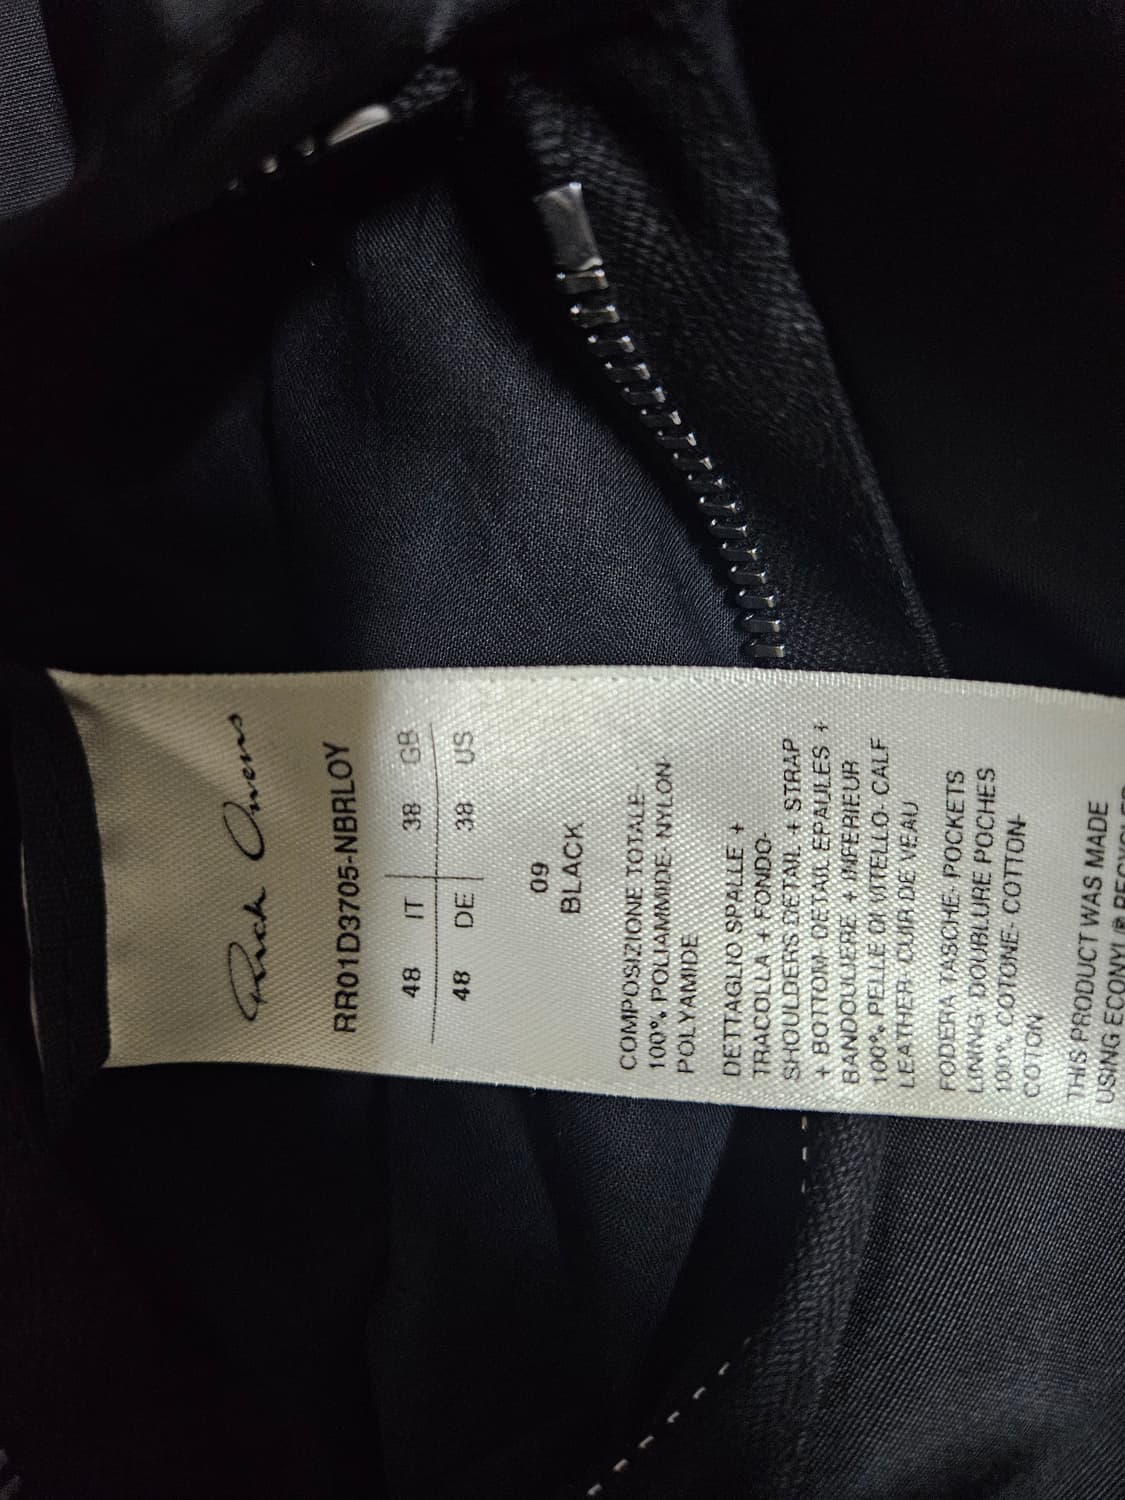 Rick Owens
RR01D3705-NBRLOY
48 IT 38 GB
48 DE 38 US
09
BLACK
COMPOSIZIONE TOTALE-
100% POLIAMMIDE- NYLON-
POLYAMIDE
DETTAGLIO SPALLE +
TRACOLLA + FONDO-
SHOULDERS DETAIL + STRAP
+ BOTTOM- DETAIL EPAULES +
BANDOULIERE + INFERIEUR
100% PELLE DI VITELLO- CALF
LEATHER- CUIR DE VEAU
FODERA TASCHE- POCKETS
LINING- DOUBLURE POCHES
100% COTONE- COTTON-
COTON
THIS PRODUCT WAS MADE
USING ECONYL®